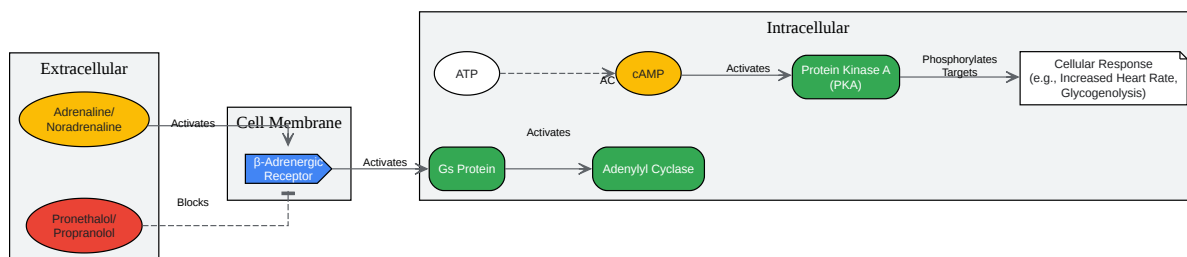 Extracellular
Adrenaline/
Noradrenaline
Activates
Pronethalol/
Propranolol
Blocks
Cell Membrane
β-Adrenergic
Receptor
Activates
Intracellular
ATP
AC
cAMP
Activates
Protein Kinase A
(PKA)
Phosphorylates
Targets
Cellular Response
(e.g., Increased Heart Rate,
Glycogenolysis)
Gs Protein
Activates
Adenylyl Cyclase